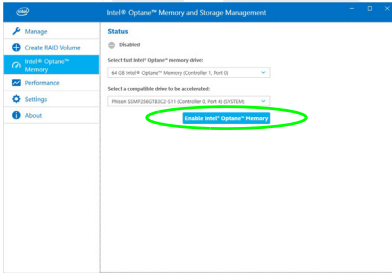 intel
Intel® Optane™ Memory and Storage Management
Manage
Create RAID Volume
Intel® Optane™
Memory
Performance
Settings
About
Status
Disabled
Select fast Intel® Optane™ memory drive:
64 GB Intel® Optane™ Memory (Controller 1, Port 0)
Select a compatible drive to be accelerated:
Phison SSMP256GTB3C2-S11 (Controller 0, Port 4) (SYSTEM)
Enable Intel® Optane™ Memory